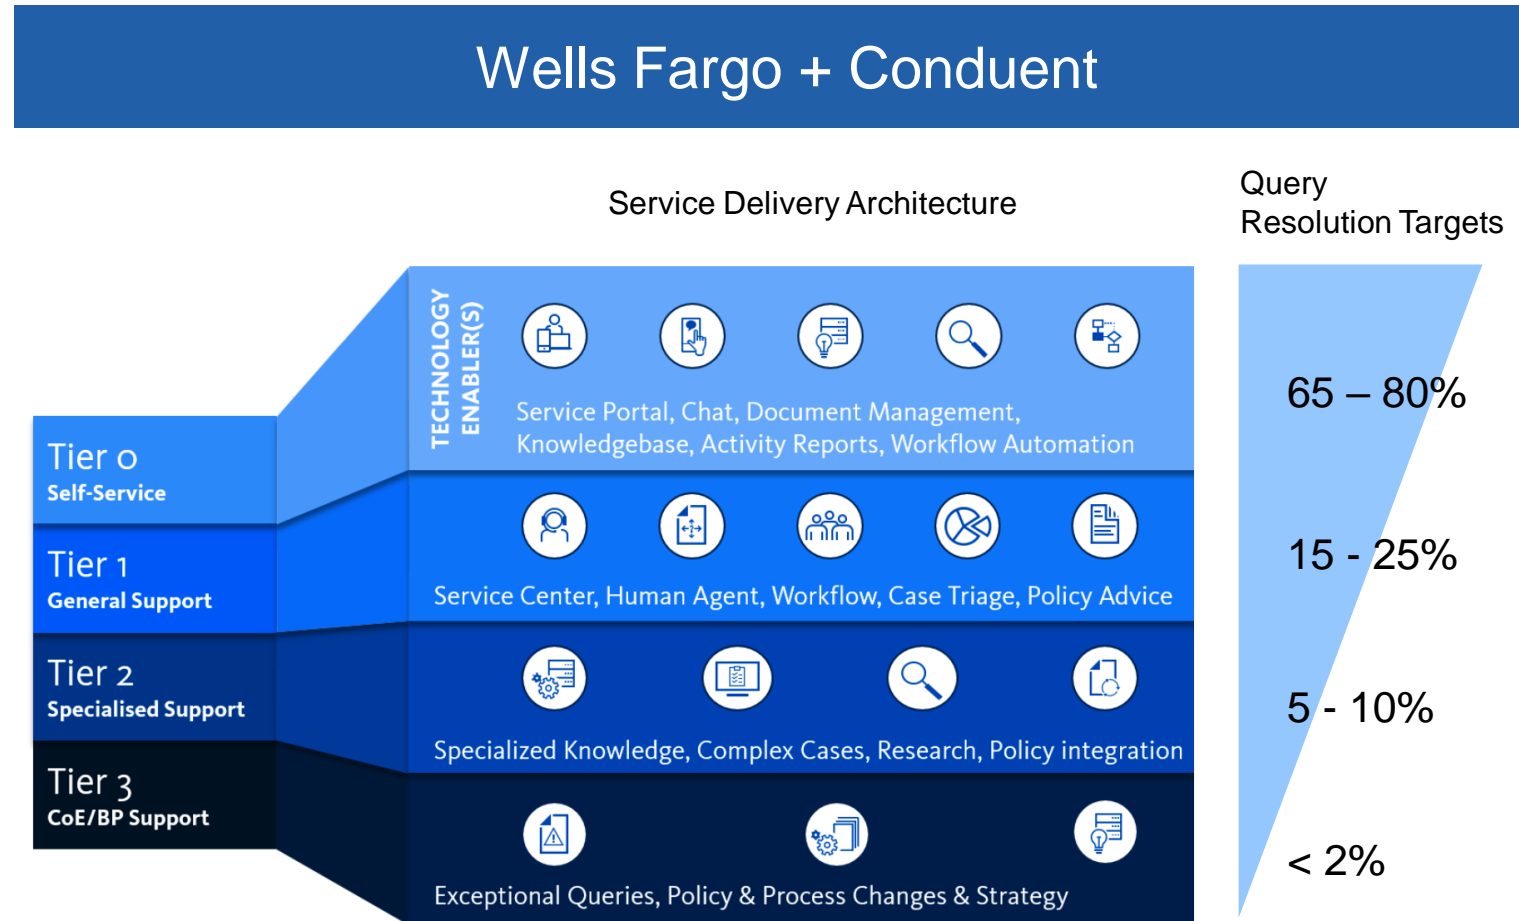 Wells Fargo + Conduent
Service Delivery Architecture
Query
Resolution Targets
TECHNOLOGY
ENABLER(S)
Service Portal, Chat, Document Management,
Knowledgebase, Activity Reports, Workflow Automation
65 – 80%
Tier 0
Self-Service
Tier 1
General Support
Service Center, Human Agent, Workflow, Case Triage, Policy Advice
15 - 25%
Tier 2
Specialised Support
Specialized Knowledge, Complex Cases, Research, Policy integration
5 - 10%
Tier 3
CoE/BP Support
Exceptional Queries, Policy & Process Changes & Strategy
< 2%